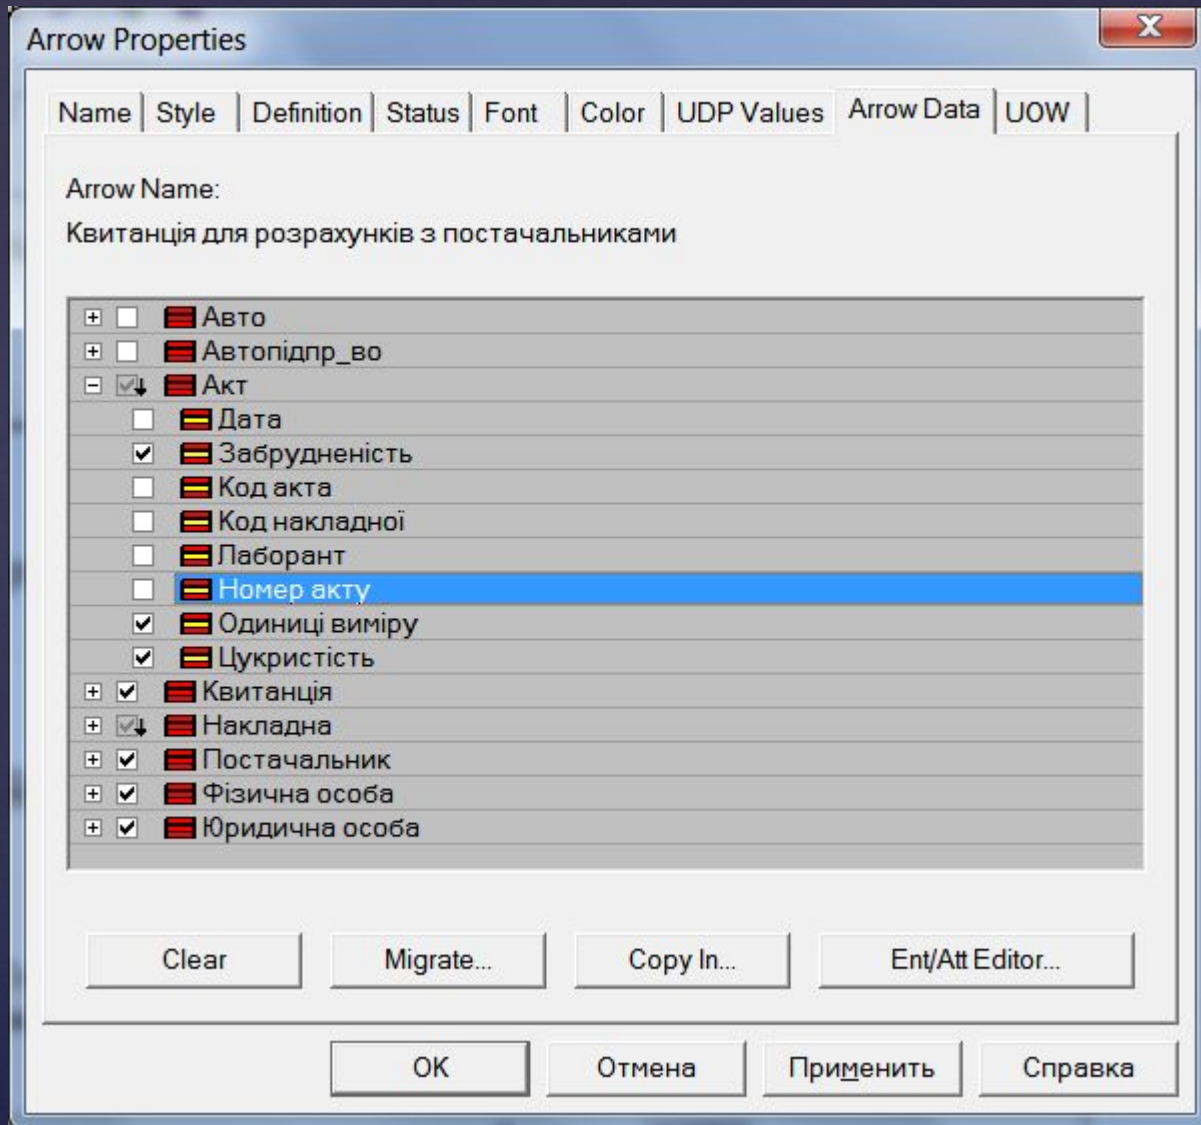 Arrow Properties
Name Style Definition Status Font Color UDP Values Arrow Data UOW
Arrow Name:
Квитанція для розрахунків з постачальниками
Авто
Автопідпр_во
Акт
Дата
Забрудненість
Код акта
Код накладної
Лаборант
Номер акту
Одиниці виміру
Цукристість
Квитанція
Накладна
Постачальник
Фізична особа
Юридична особа
Clear Migrate... Copy In... Ent/Att Editor...
OK Отмена Применить Справка